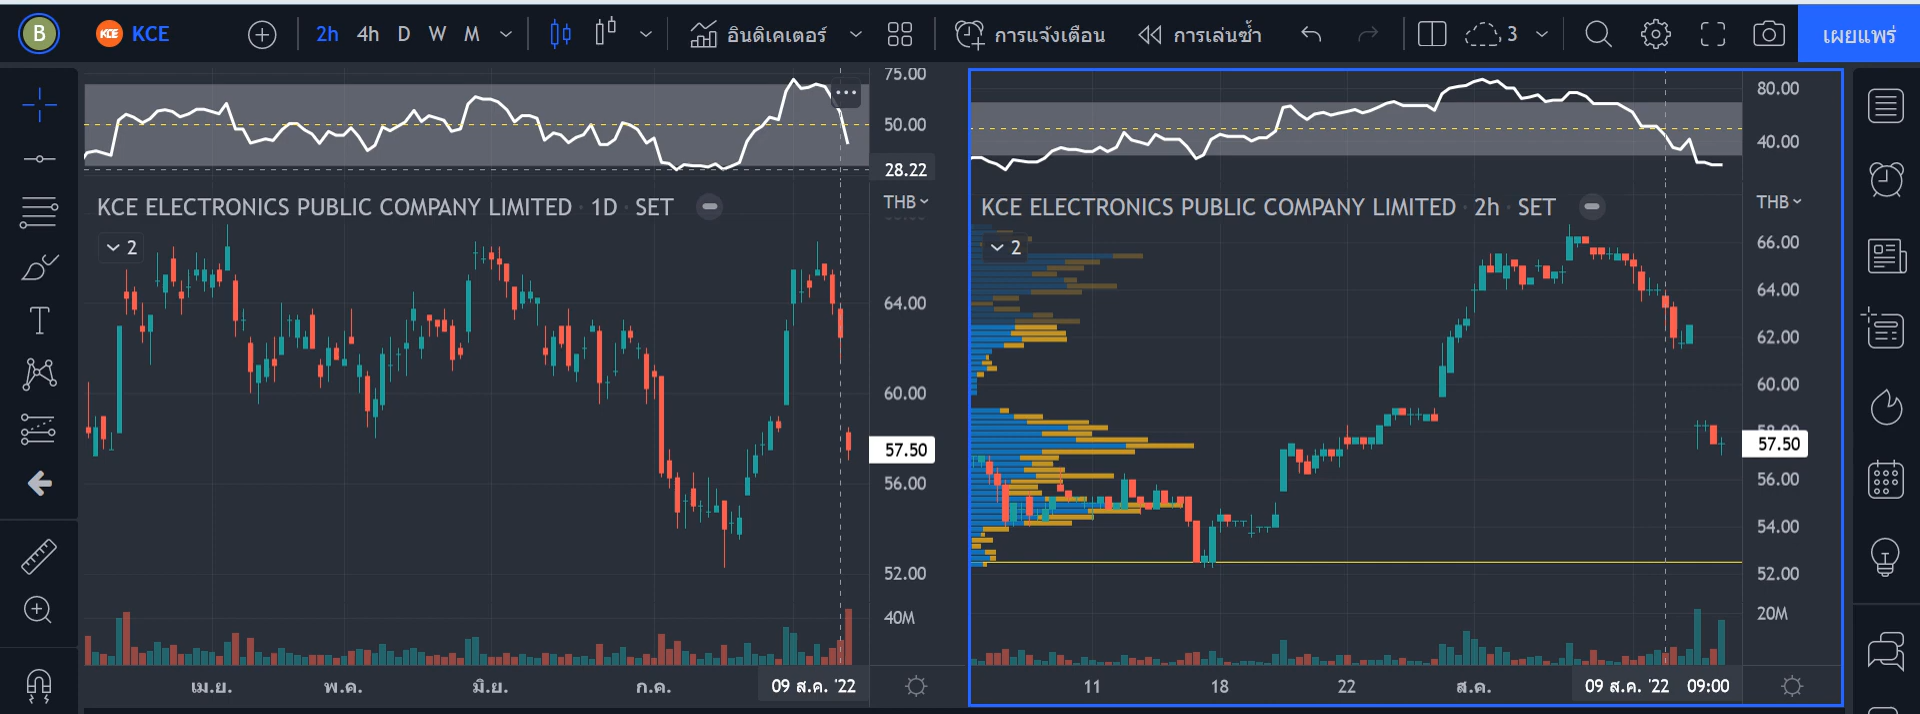 B KCE KCE 2h 4h D W M อินดิเคเตอร์ การแจ้งเตือน การเล่นซ้ำ 3 เผยแพร่
75.00
50.00
28.22
KCE ELECTRONICS PUBLIC COMPANY LIMITED · 1D · SET
THB
2
64.00
60.00
57.50
56.00
52.00
40M
เม.ย. พ.ค. มิ.ย. ก.ค. 09 ส.ค. '22
80.00
40.00
KCE ELECTRONICS PUBLIC COMPANY LIMITED · 2h · SET
THB
2
66.00
64.00
62.00
60.00
58.00
57.50
56.00
54.00
52.00
20M
11 18 22 ส.ค. 09 ส.ค. '22 09:00